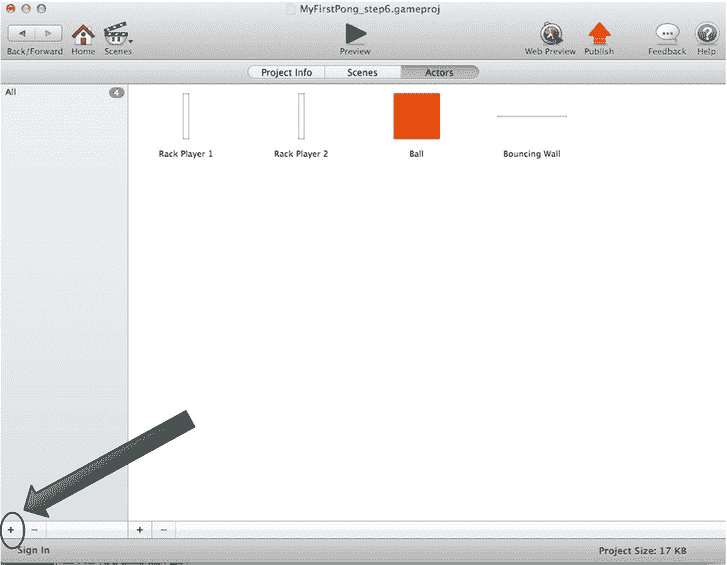 MyFirstPong_step6.gameproj
Back/Forward Home Scenes Preview Web Preview Publish Feedback Help
Project Info Scenes Actors
All 4
Rack Player 1 Rack Player 2 Ball Bouncing Wall
+ − + −
Sign In Project Size: 17 KB